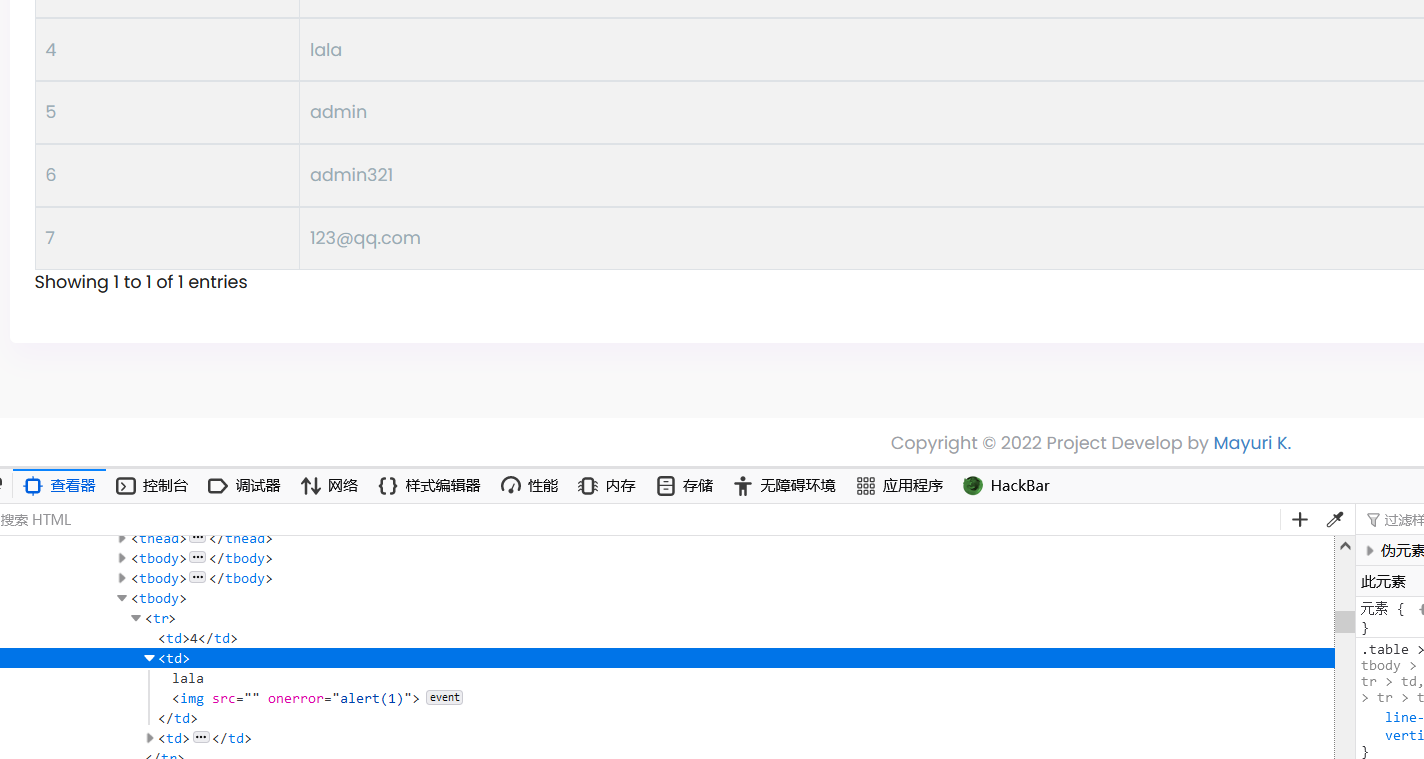 4 lala
5 admin
6 admin321
7 123@qq.com
Showing 1 to 1 of 1 entries
Copyright © 2022 Project Develop by Mayuri K.
查看器 控制台 调试器 网络 样式编辑器 性能 内存 存储 无障碍环境 应用程序 HackBar
搜索 HTML 过滤样
<thead>···</thead>
<tbody>···</tbody>
<tbody>···</tbody>
<tbody>
<tr>
<td>4</td>
<td>
lala
<img src="" onerror="alert(1)"> event
</td>
<td>···</td>
</tr>
伪元素
此元素
元素 {
}
.table >
tbody >
tr > td,
> tr > t
line-
verti
}